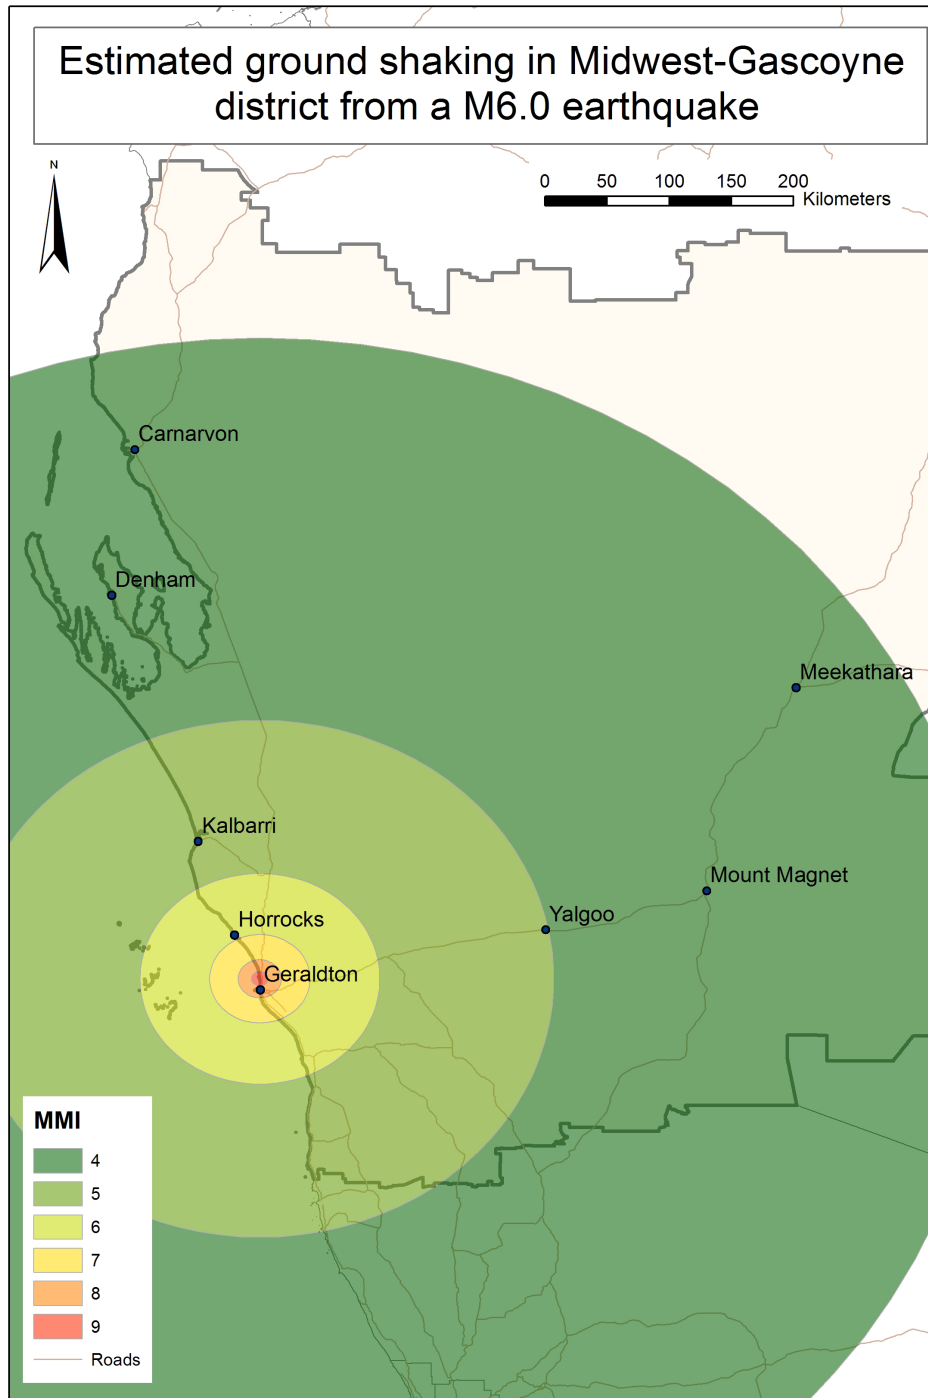 Estimated ground shaking in Midwest-Gascoyne
district from a M6.0 earthquake
N
0 50 100 150 200
Kilometers
Carnarvon
Denham
Meekathara
Kalbarri
Mount Magnet
Yalgoo
Horrocks
Geraldton
MMI
4
5
6
7
8
9
Roads